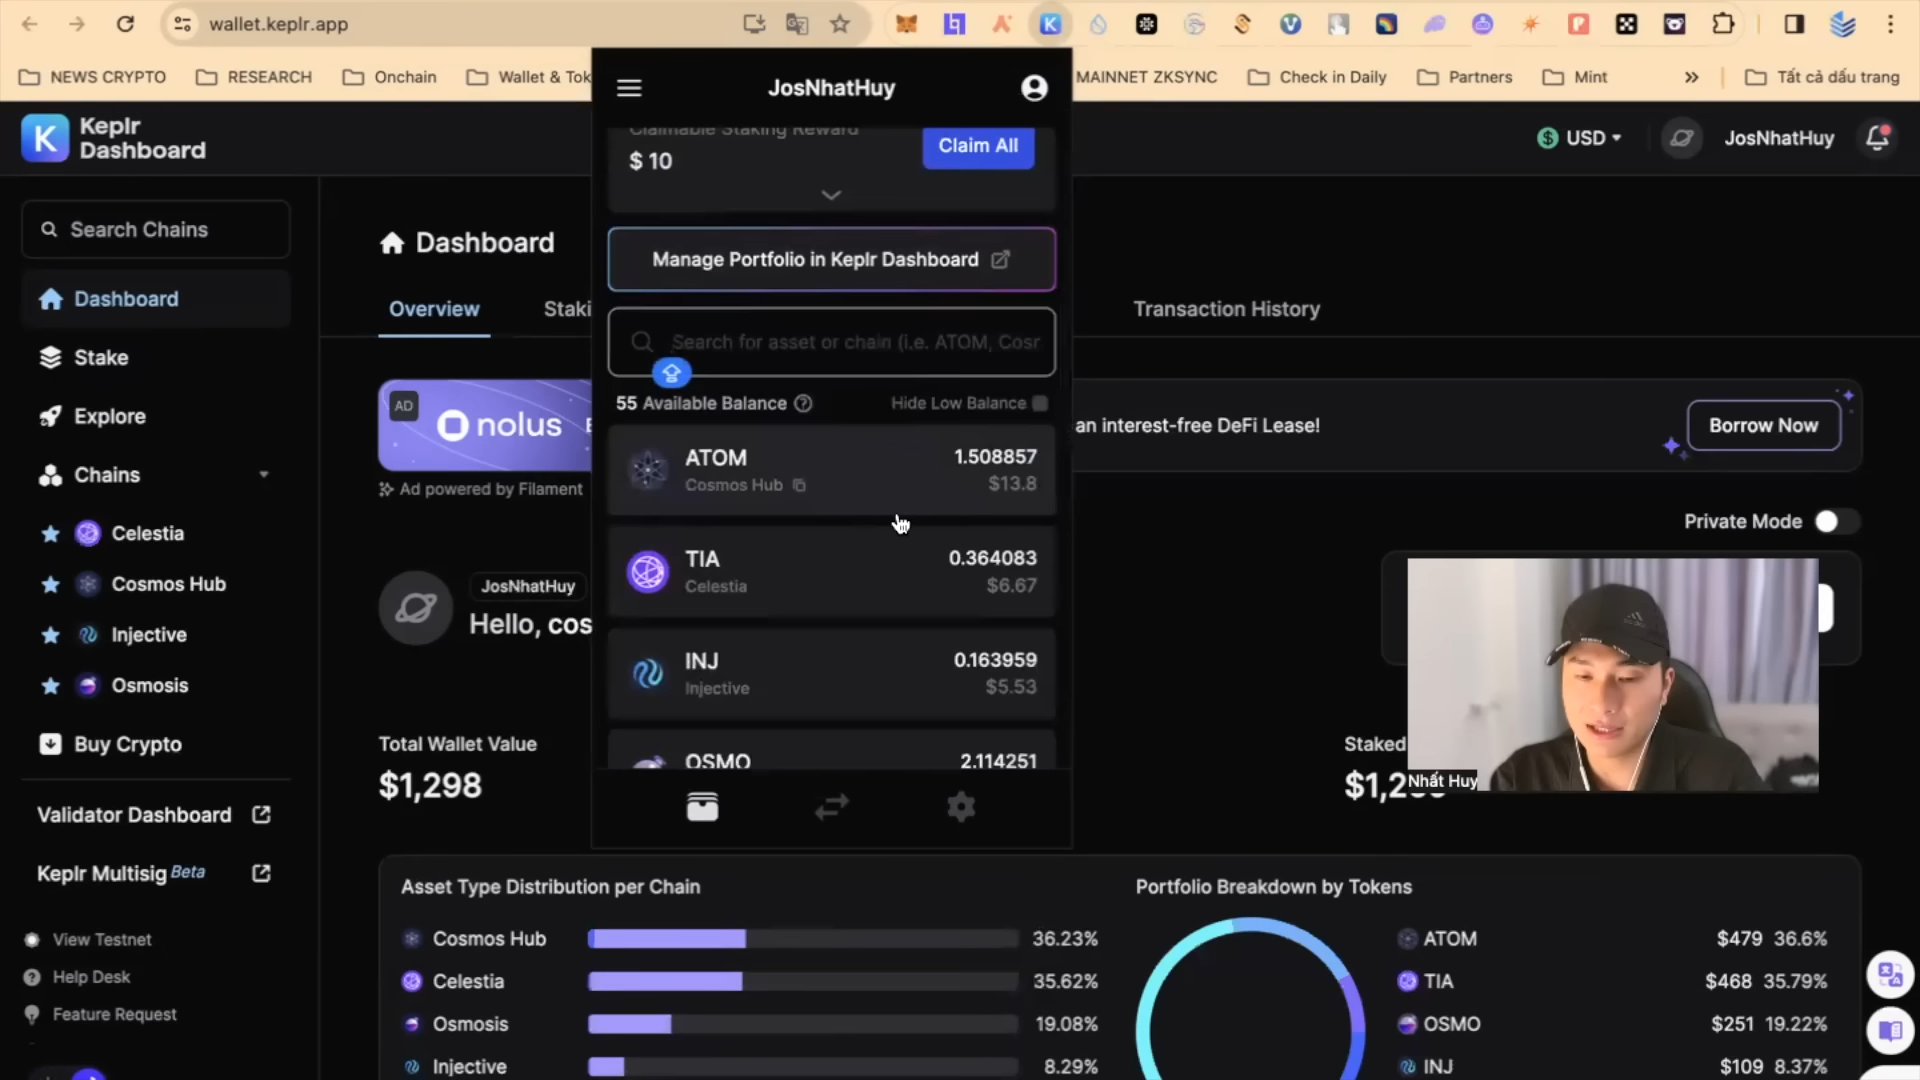 wallet.keplr.app
NEWS CRYPTO
RESEARCH
Onchain
Wallet & Tok
MAINNET ZKSYNC
Check in Daily
Partners
Mint
Tất cả dấu trang
Keplr
Dashboard
USD
JosNhatHuy
Search Chains
Dashboard
Stake
Explore
Chains
Celestia
Cosmos Hub
Injective
Osmosis
Buy Crypto
Validator Dashboard
Keplr Multisig Beta
View Testnet
Help Desk
Feature Request
Dashboard
Overview
Staki
Transaction History
AD
nolus
an interest-free DeFi Lease!
Borrow Now
Ad powered by Filament
Private Mode
JosNhatHuy
Hello, cos
Total Wallet Value
$1,298
Staked
$1,2
JosNhatHuy
Claimable Staking Reward
$ 10
Claim All
Manage Portfolio in Keplr Dashboard
Search for asset or chain (i.e. ATOM, Cosr
55 Available Balance
Hide Low Balance
ATOM
1.508857
Cosmos Hub
$13.8
TIA
0.364083
Celestia
$6.67
INJ
0.163959
Injective
$5.53
OSMO
2.114251
Nhất Huy
Asset Type Distribution per Chain
Cosmos Hub
36.23%
Celestia
35.62%
Osmosis
19.08%
Injective
8.29%
Portfolio Breakdown by Tokens
ATOM
$479 36.6%
TIA
$468 35.79%
OSMO
$251 19.22%
INJ
$109 8.37%